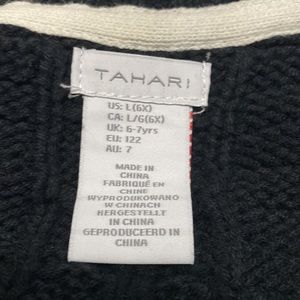 TAHARI
US: L(6X)
CA: L/G(6X)
UK: 6-7yrs
EU: 122
AU: 7
MADE IN
CHINA
FABRIQUÉ EN
CHINE
WYPRODUKOWANO
W CHINACH
HERGESTELLT
IN CHINA
GEPRODUCEERD IN
CHINA